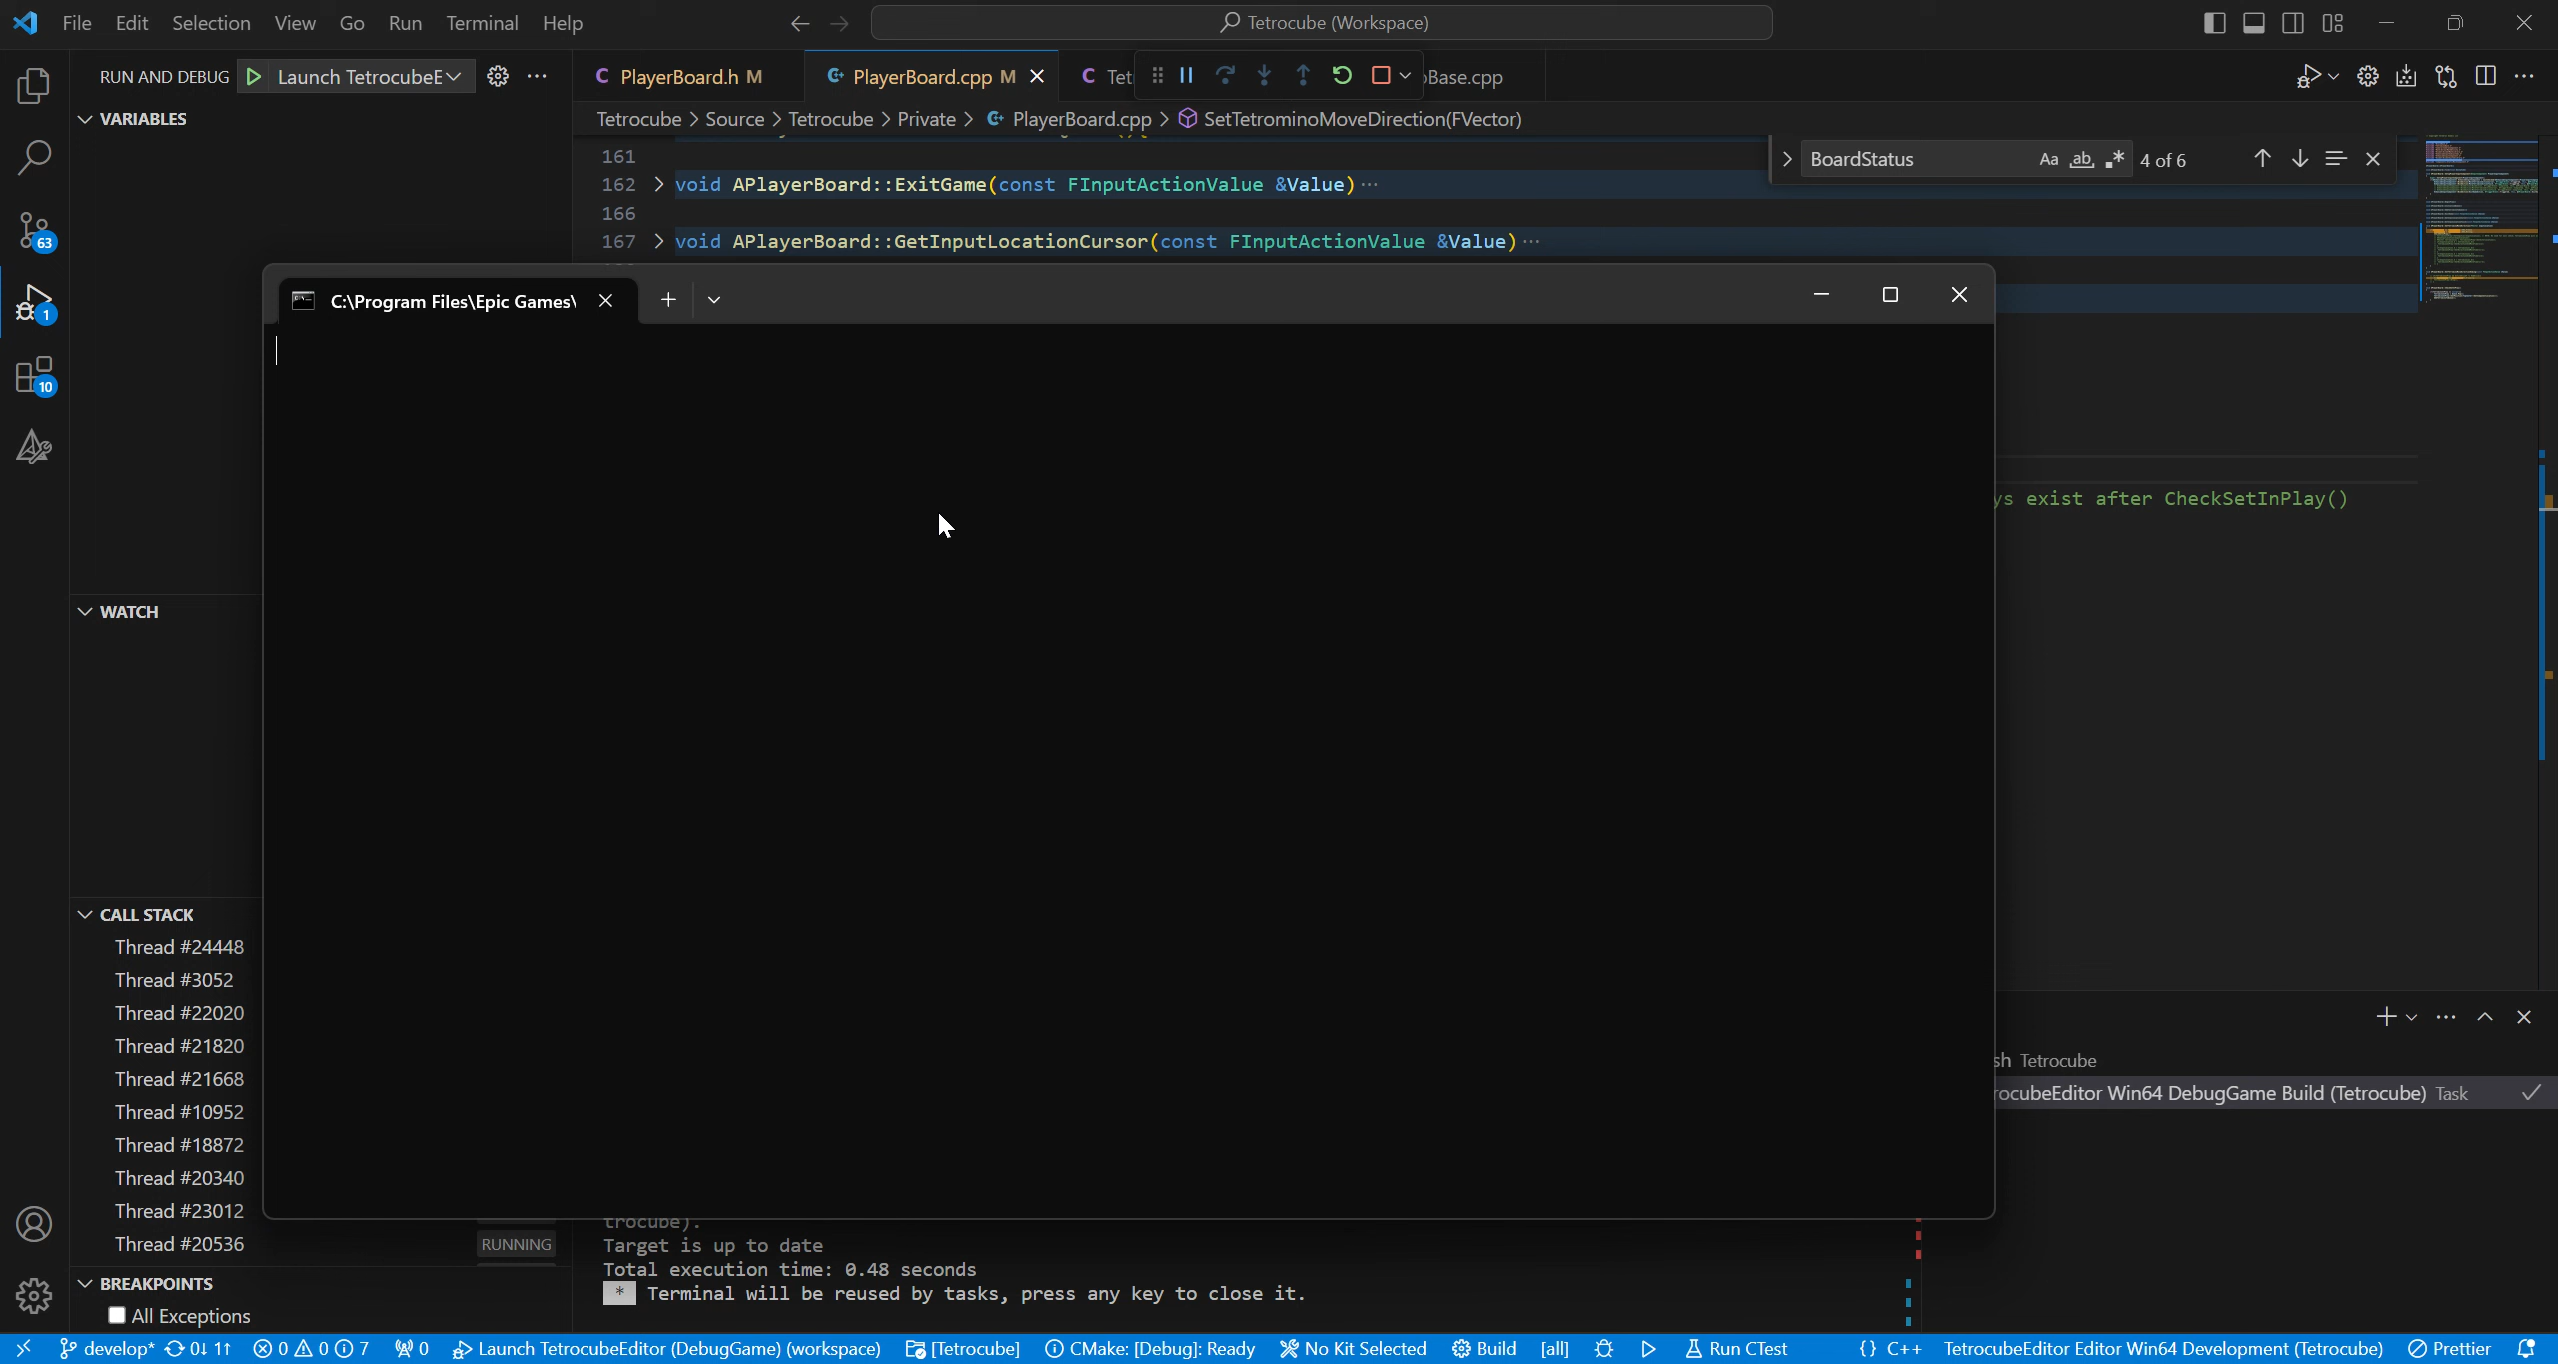 File Edit Selection View Go Run Terminal Help
Tetrocube (Workspace)
RUN AND DEBUG Launch TetrocubeE
PlayerBoard.h M
PlayerBoard.cpp M
Tet
Base.cpp
VARIABLES
Tetrocube > Source > Tetrocube > Private > PlayerBoard.cpp > SetTetrominoMoveDirection(FVector)
161
162 > void APlayerBoard::ExitGame(const FInputActionValue &Value)…
166
167 > void APlayerBoard::GetInputLocationCursor(const FInputActionValue &Value)…
BoardStatus Aa ab 4 of 6
63
1
10
C:\Program Files\Epic Games\
exist after CheckSetInPlay()
WATCH
CALL STACK
Thread #24448
Thread #3052
Thread #22020
Thread #21820
Thread #21668
Thread #10952
Thread #18872
Thread #20340
Thread #23012
Thread #20536 RUNNING
BREAKPOINTS
All Exceptions
sh Tetrocube
rocubeEditor Win64 DebugGame Build (Tetrocube) Task
trocube).
Target is up to date
Total execution time: 0.48 seconds
* Terminal will be reused by tasks, press any key to close it.
develop* 0↓ 1↑ 0 0 7 0 Launch TetrocubeEditor (DebugGame) (workspace) [Tetrocube] CMake: [Debug]: Ready No Kit Selected Build [all] Run CTest {} C++ TetrocubeEditor Editor Win64 Development (Tetrocube) Prettier